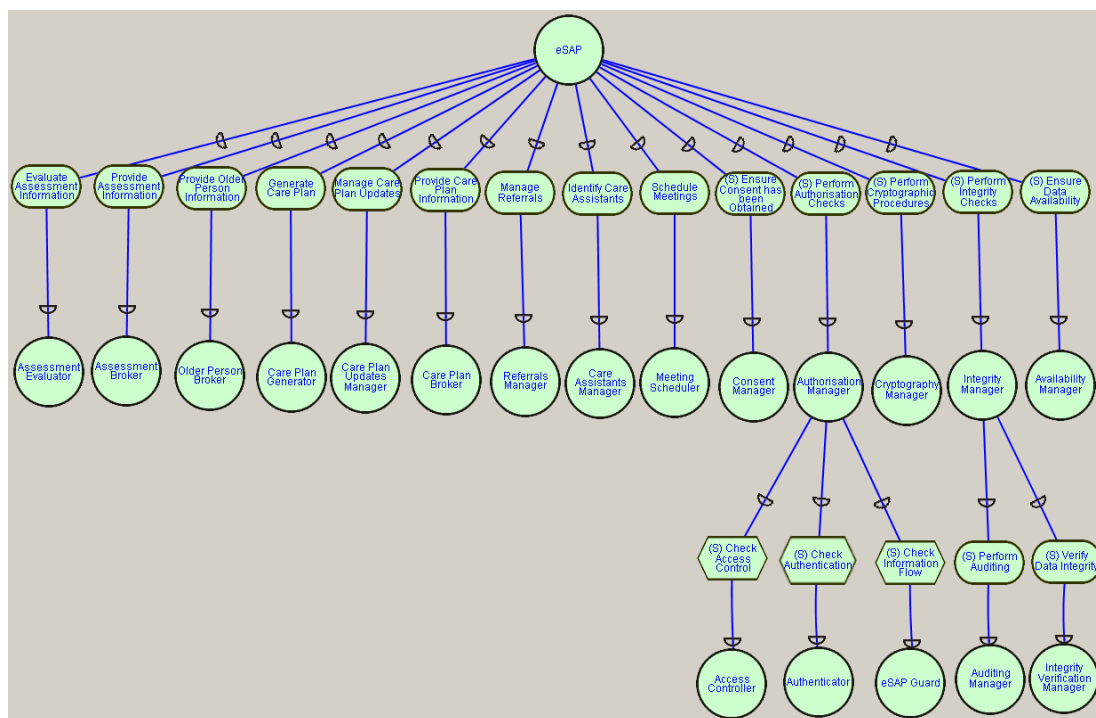 eSAP
Evaluate
Assessment
Information
Provide
Assessment
Information
Provide Older
Person
Information
Generate
Care Plan
Manage Care
Plan Updates
Provide Care
Plan
Information
Manage
Referrals
Identify Care
Assistants
Schedule
Meetings
(S) Ensure
Consent has
been
Obtained
(S) Perform
Authorisation
Checks
(S) Perform
Cryptographic
Procedures
(S) Perform
Integrity
Checks
(S) Ensure
Data
Availability
Assessment
Evaluator
Assessment
Broker
Older Person
Broker
Care Plan
Generator
Care Plan
Updates
Manager
Care Plan
Broker
Referrals
Manager
Care
Assistants
Manager
Meeting
Scheduler
Consent
Manager
Authorisation
Manager
Cryptography
Manager
Integrity
Manager
Availability
Manager
(S) Check
Access
Control
(S) Check
Authentication
(S) Check
Information
Flow
(S) Perform
Auditing
(S) Verify
Data Integrity
Access
Controller
Authenticator
eSAP Guard
Auditing
Manager
Integrity
Verification
Manager